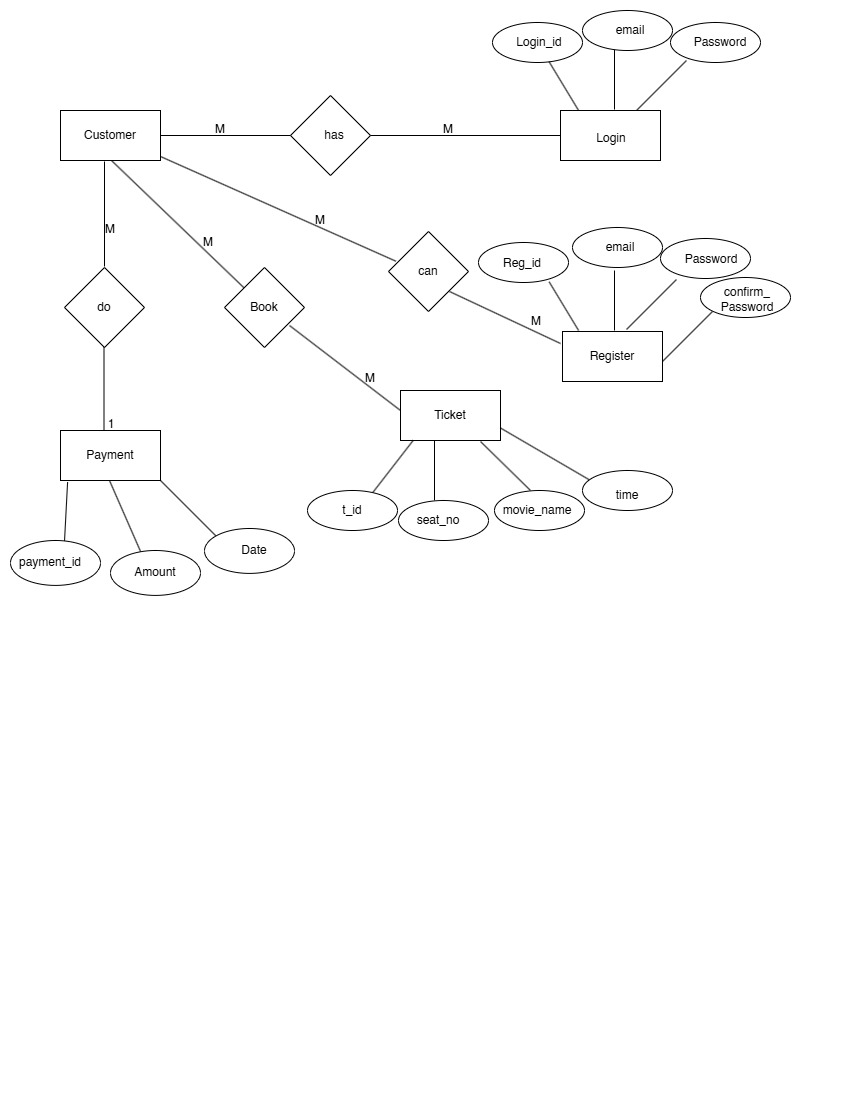 Login_id
email
Password
Customer
M
has
M
Login
M
M
M
can
Reg_id
email
Password
confirm_
Password
do
Book
M
Register
M
1
Ticket
Payment
t_id
seat_no
movie_name
time
payment_id
Amount
Date